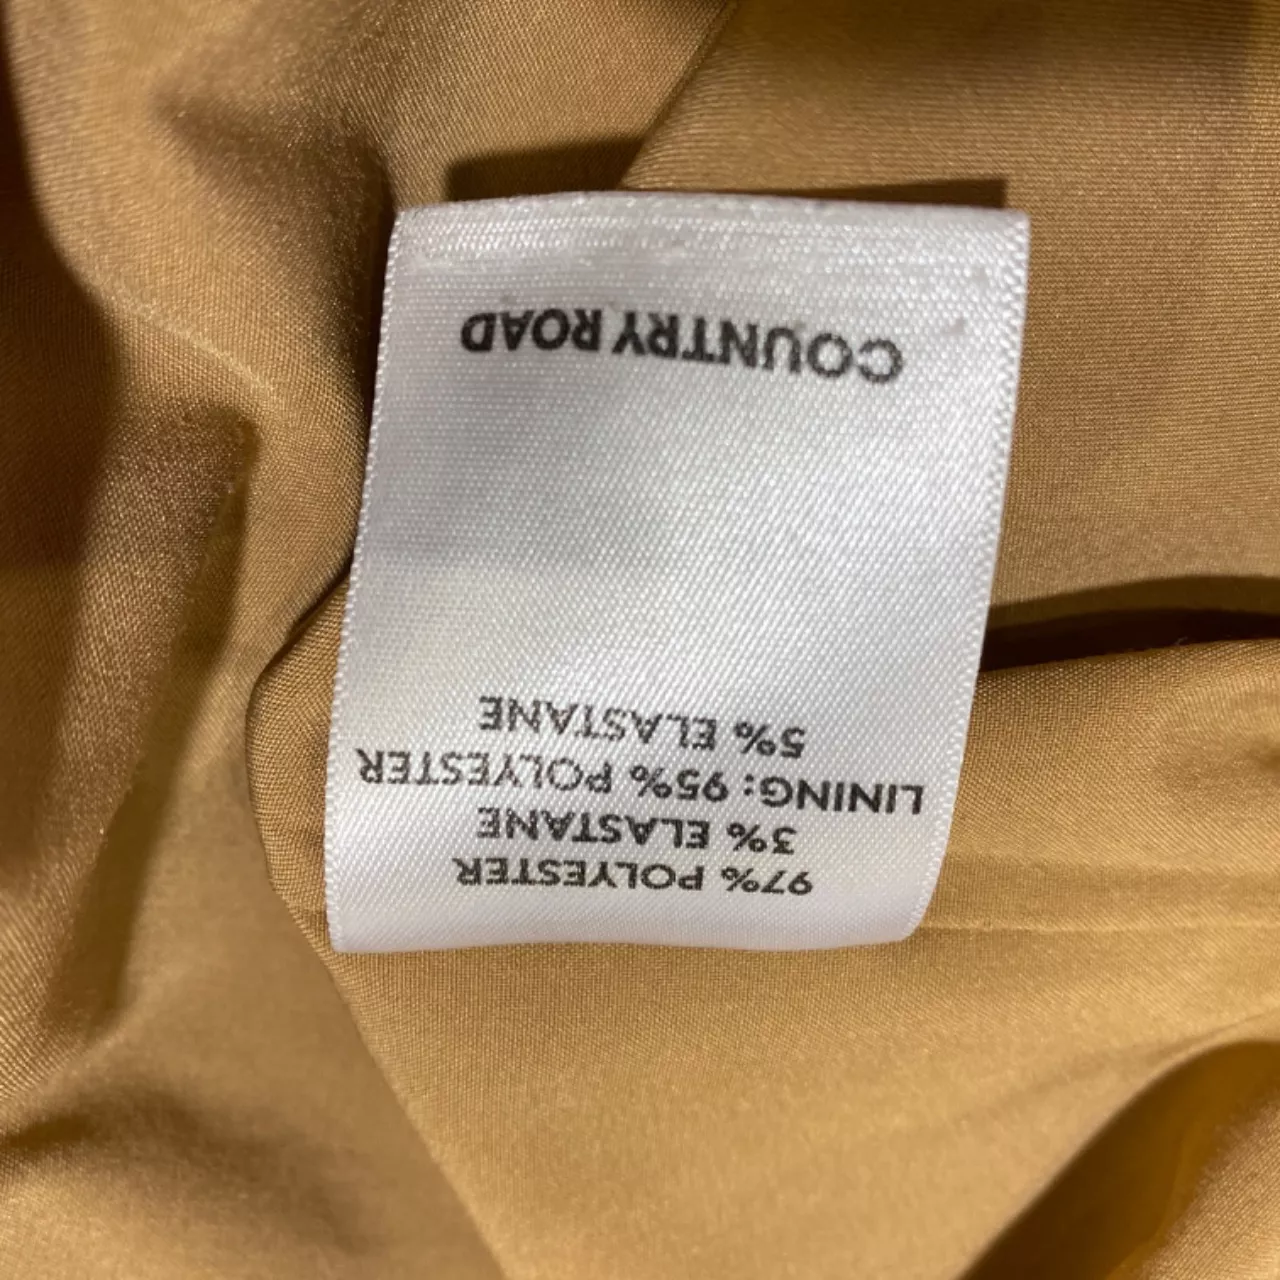 COUNTRY ROAD
5% ELASTANE
LINING: 95% POLYESTER
3% ELASTANE
97% POLYESTER